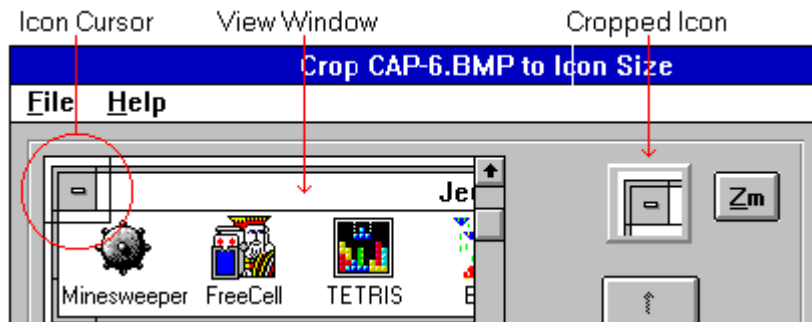 Icon Cursor View Window Cropped Icon
Crop CAP-6.BMP to Icon Size
File Help
Zm
Minesweeper FreeCell TETRIS